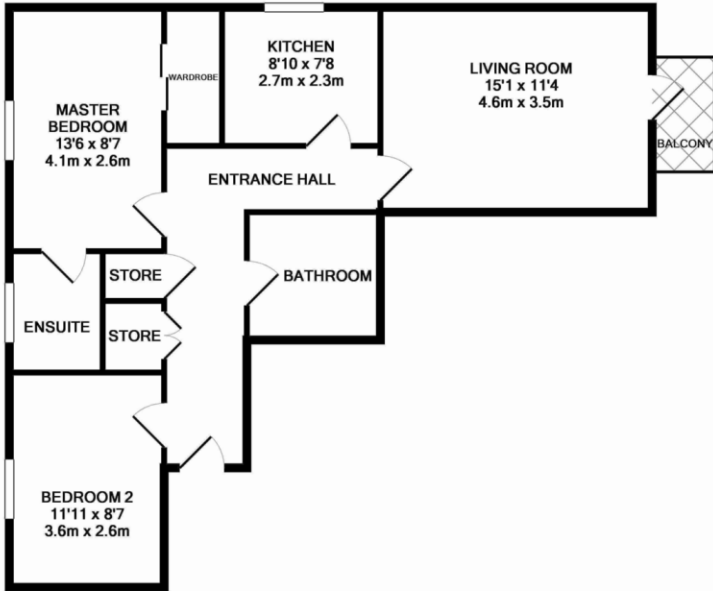 MASTER
BEDROOM
13'6 x 8'7
4.1m x 2.6m
WARDROBE
KITCHEN
8'10 x 7'8
2.7m x 2.3m
LIVING ROOM
15'1 x 11'4
4.6m x 3.5m
BALCONY
ENTRANCE HALL
STORE
BATHROOM
ENSUITE
STORE
BEDROOM 2
11'11 x 8'7
3.6m x 2.6m